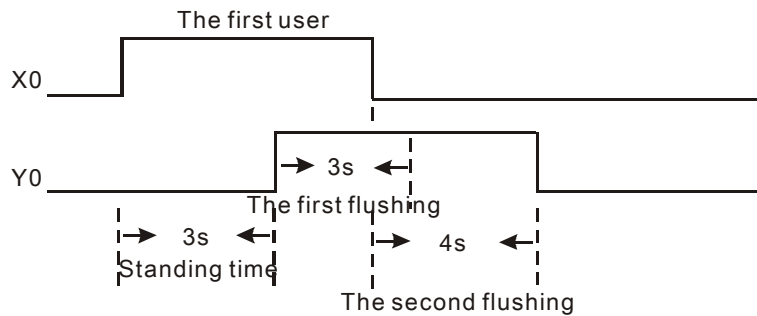 The first user
X0
3s
Y0
The first flushing
3s
4s
Standing time
The second flushing